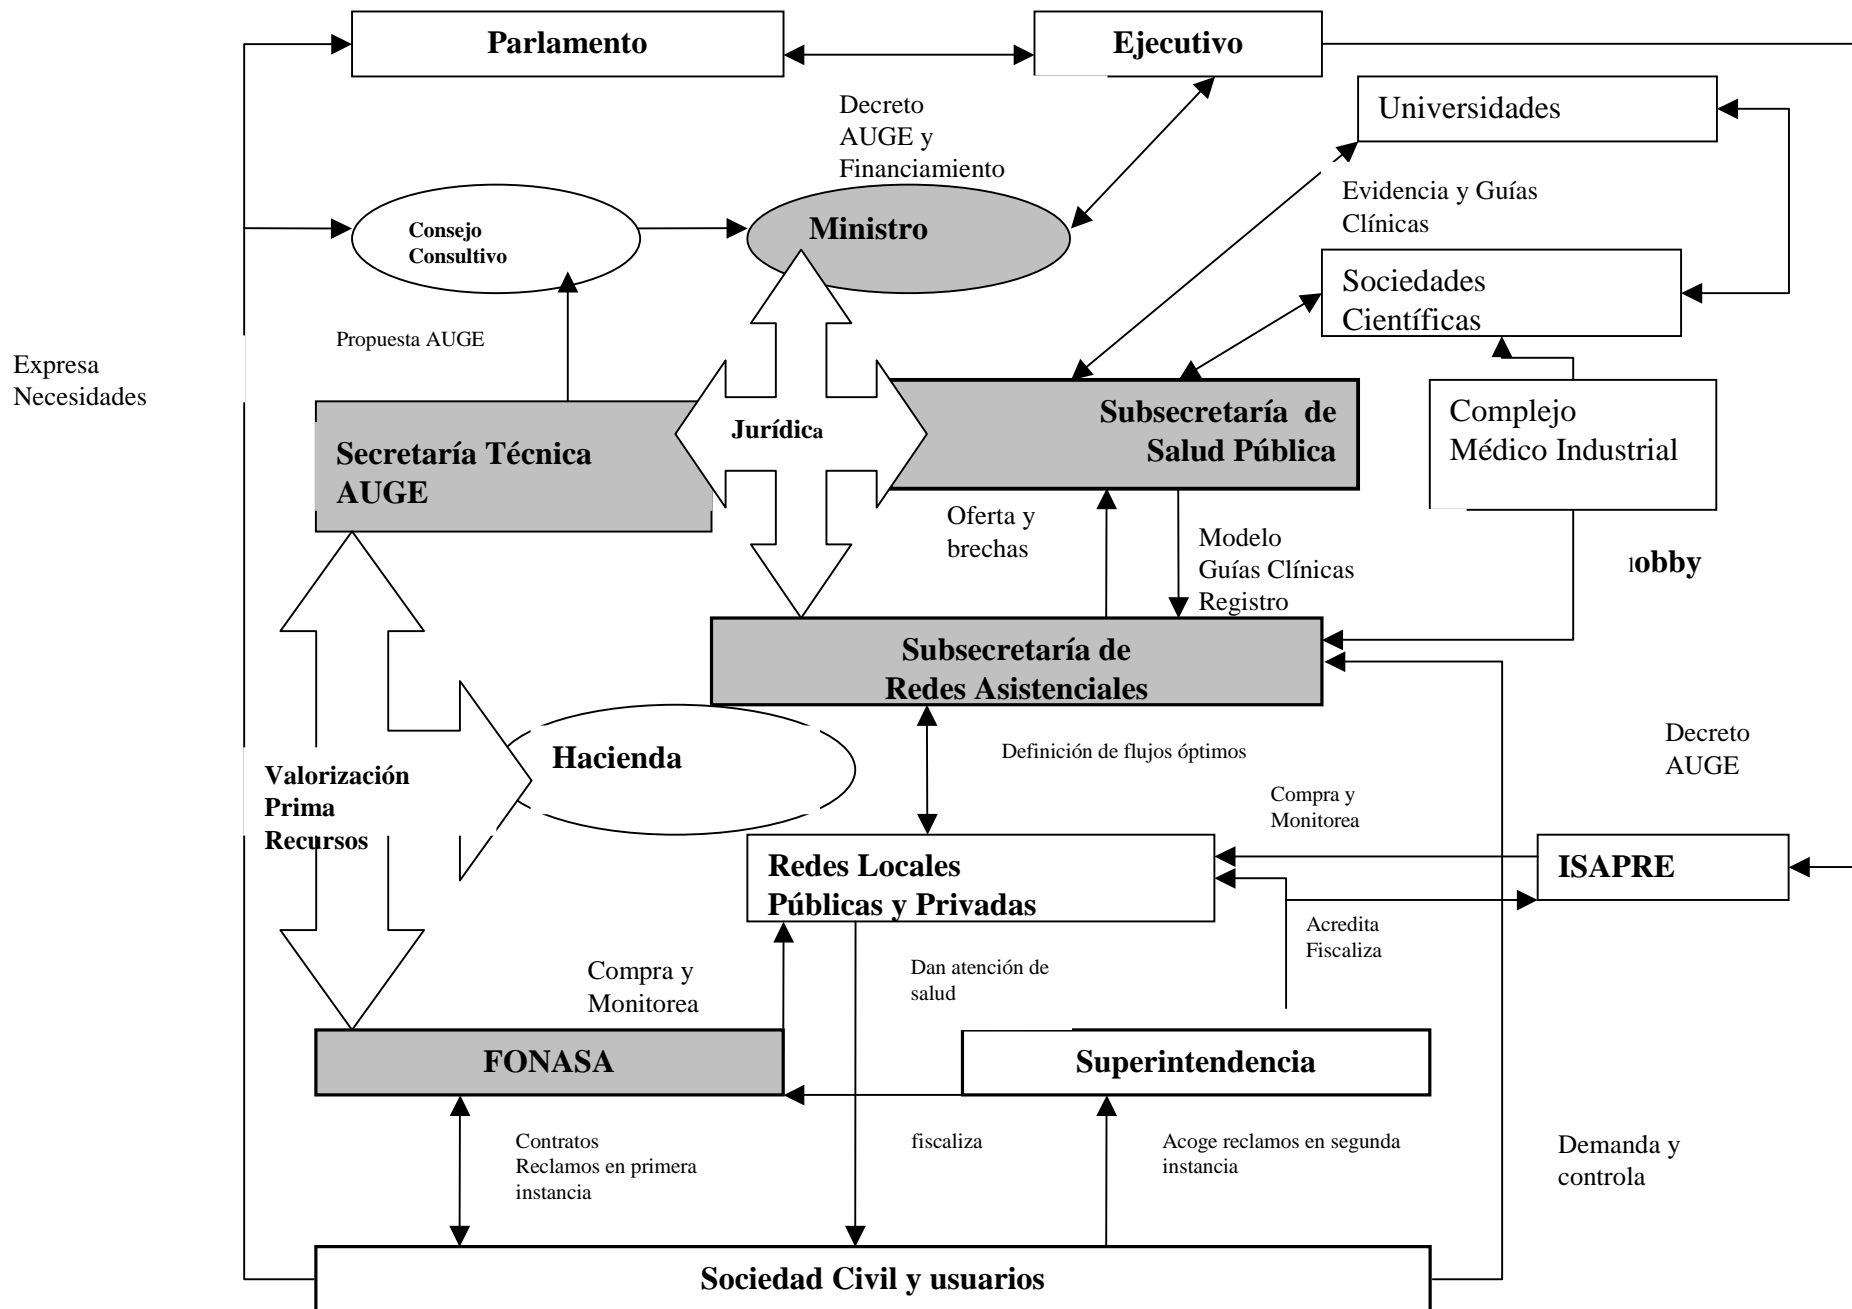 Parlamento
Ejecutivo
Decreto
AUGE y
Financiamiento
Universidades
Evidencia y Guías
Clínicas
Consejo
Consultivo
Ministro
Sociedades
Científicas
Propuesta AUGE
Expresa
Necesidades
Jurídica
Subsecretaría de
Salud Pública
Complejo
Médico Industrial
Secretaría Técnica
AUGE
Oferta y
brechas
Modelo
Guías Clínicas
Registro
lobby
Subsecretaría de
Redes Asistenciales
Hacienda
Definición de flujos óptimos
Decreto
AUGE
Valorización
Prima
Recursos
Compra y
Monitorea
Redes Locales
Públicas y Privadas
ISAPRE
Acredita
Fiscaliza
Compra y
Monitorea
Dan atención de
salud
FONASA
Superintendencia
Contratos
Reclamos en primera
instancia
fiscaliza
Acoge reclamos en segunda
instancia
Demanda y
controla
Sociedad Civil y usuarios